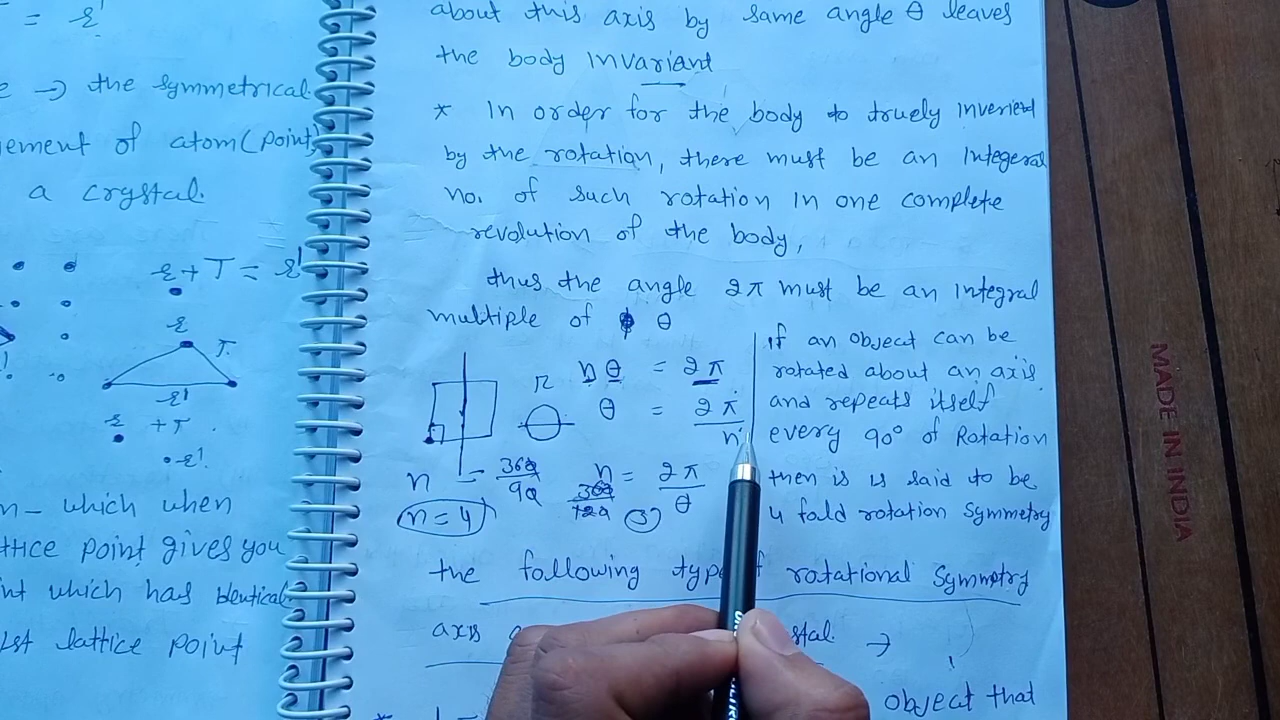 = r'
→ the symmetrical
ement of atom (point)
a crystal.
r + T = r'
r
T.
r'
r + T .
r'.
n - which when
ttice point gives you
nt which has identical
lattice point
about this axis by same angle θ leaves
the body invariant
* In order for the body to truely
by the rotation, there must be an Integeral
no. of such rotation in one complete
revolution of the body,
thus the angle 2π must be an integral
multiple of θ
nθ = 2π
θ = 2π/n
n = 360/90
n = 2π/θ
360/120 (3)
n = 4
if an object can be
rotated about an axis
and repeats itself
every 90° of Rotation
then is is said to be
4 fold rotation symmetry
the following type rotational symmetry
axis stal. →
object that
MADE IN INDIA